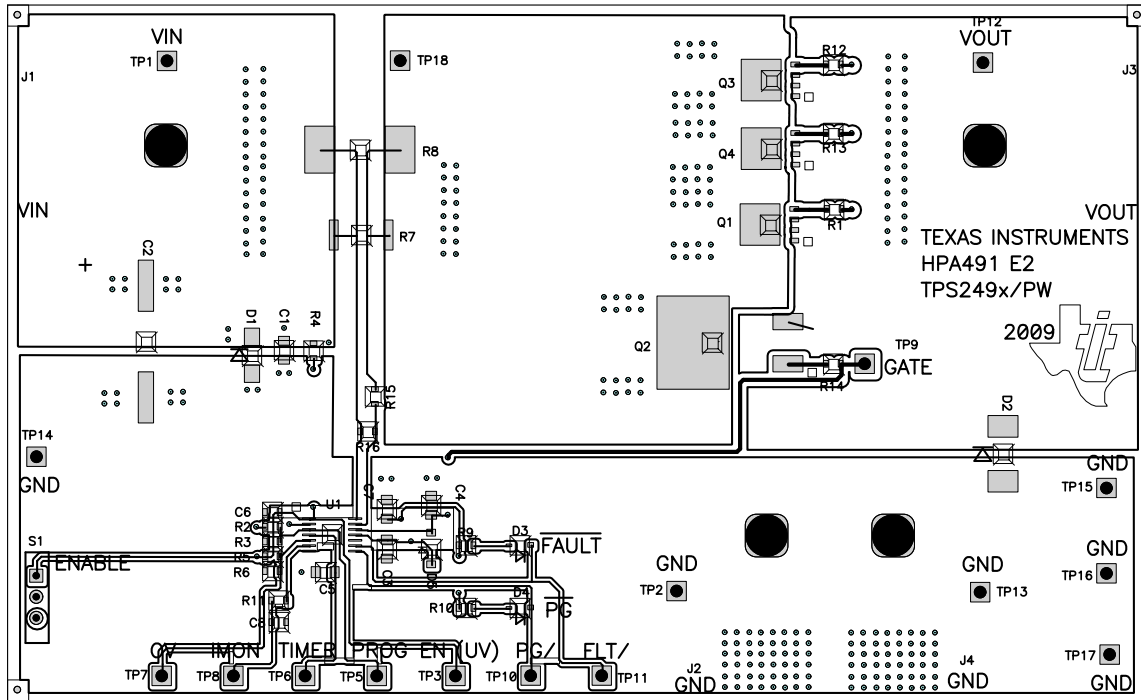 VIN
TP1
J1
TP18
TP12
VOUT
J3
R12
Q3
R13
Q4
R8
R1
Q1
VIN
VOUT
R7
C2
+
TEXAS INSTRUMENTS
HPA491 E2
TPS249x/PW
2009
D1
C1
R4
Q2
TP9
GATE
R14
R15
R16
D2
TP14
GND
GND
TP15
C6
R2
R3
R5
R6
U1
C7
C4
R9
D3
FAULT
S1
ENABLE
C5
C3
D5
R11
C8
R10
D4
PG
GND
TP2
GND
TP13
GND
TP16
OV
IMON
TIMER
PROG
EN (UV)
PG/
FLT/
TP7
TP8
TP6
TP5
TP3
TP10
TP11
J2
GND
J4
GND
TP17
GND